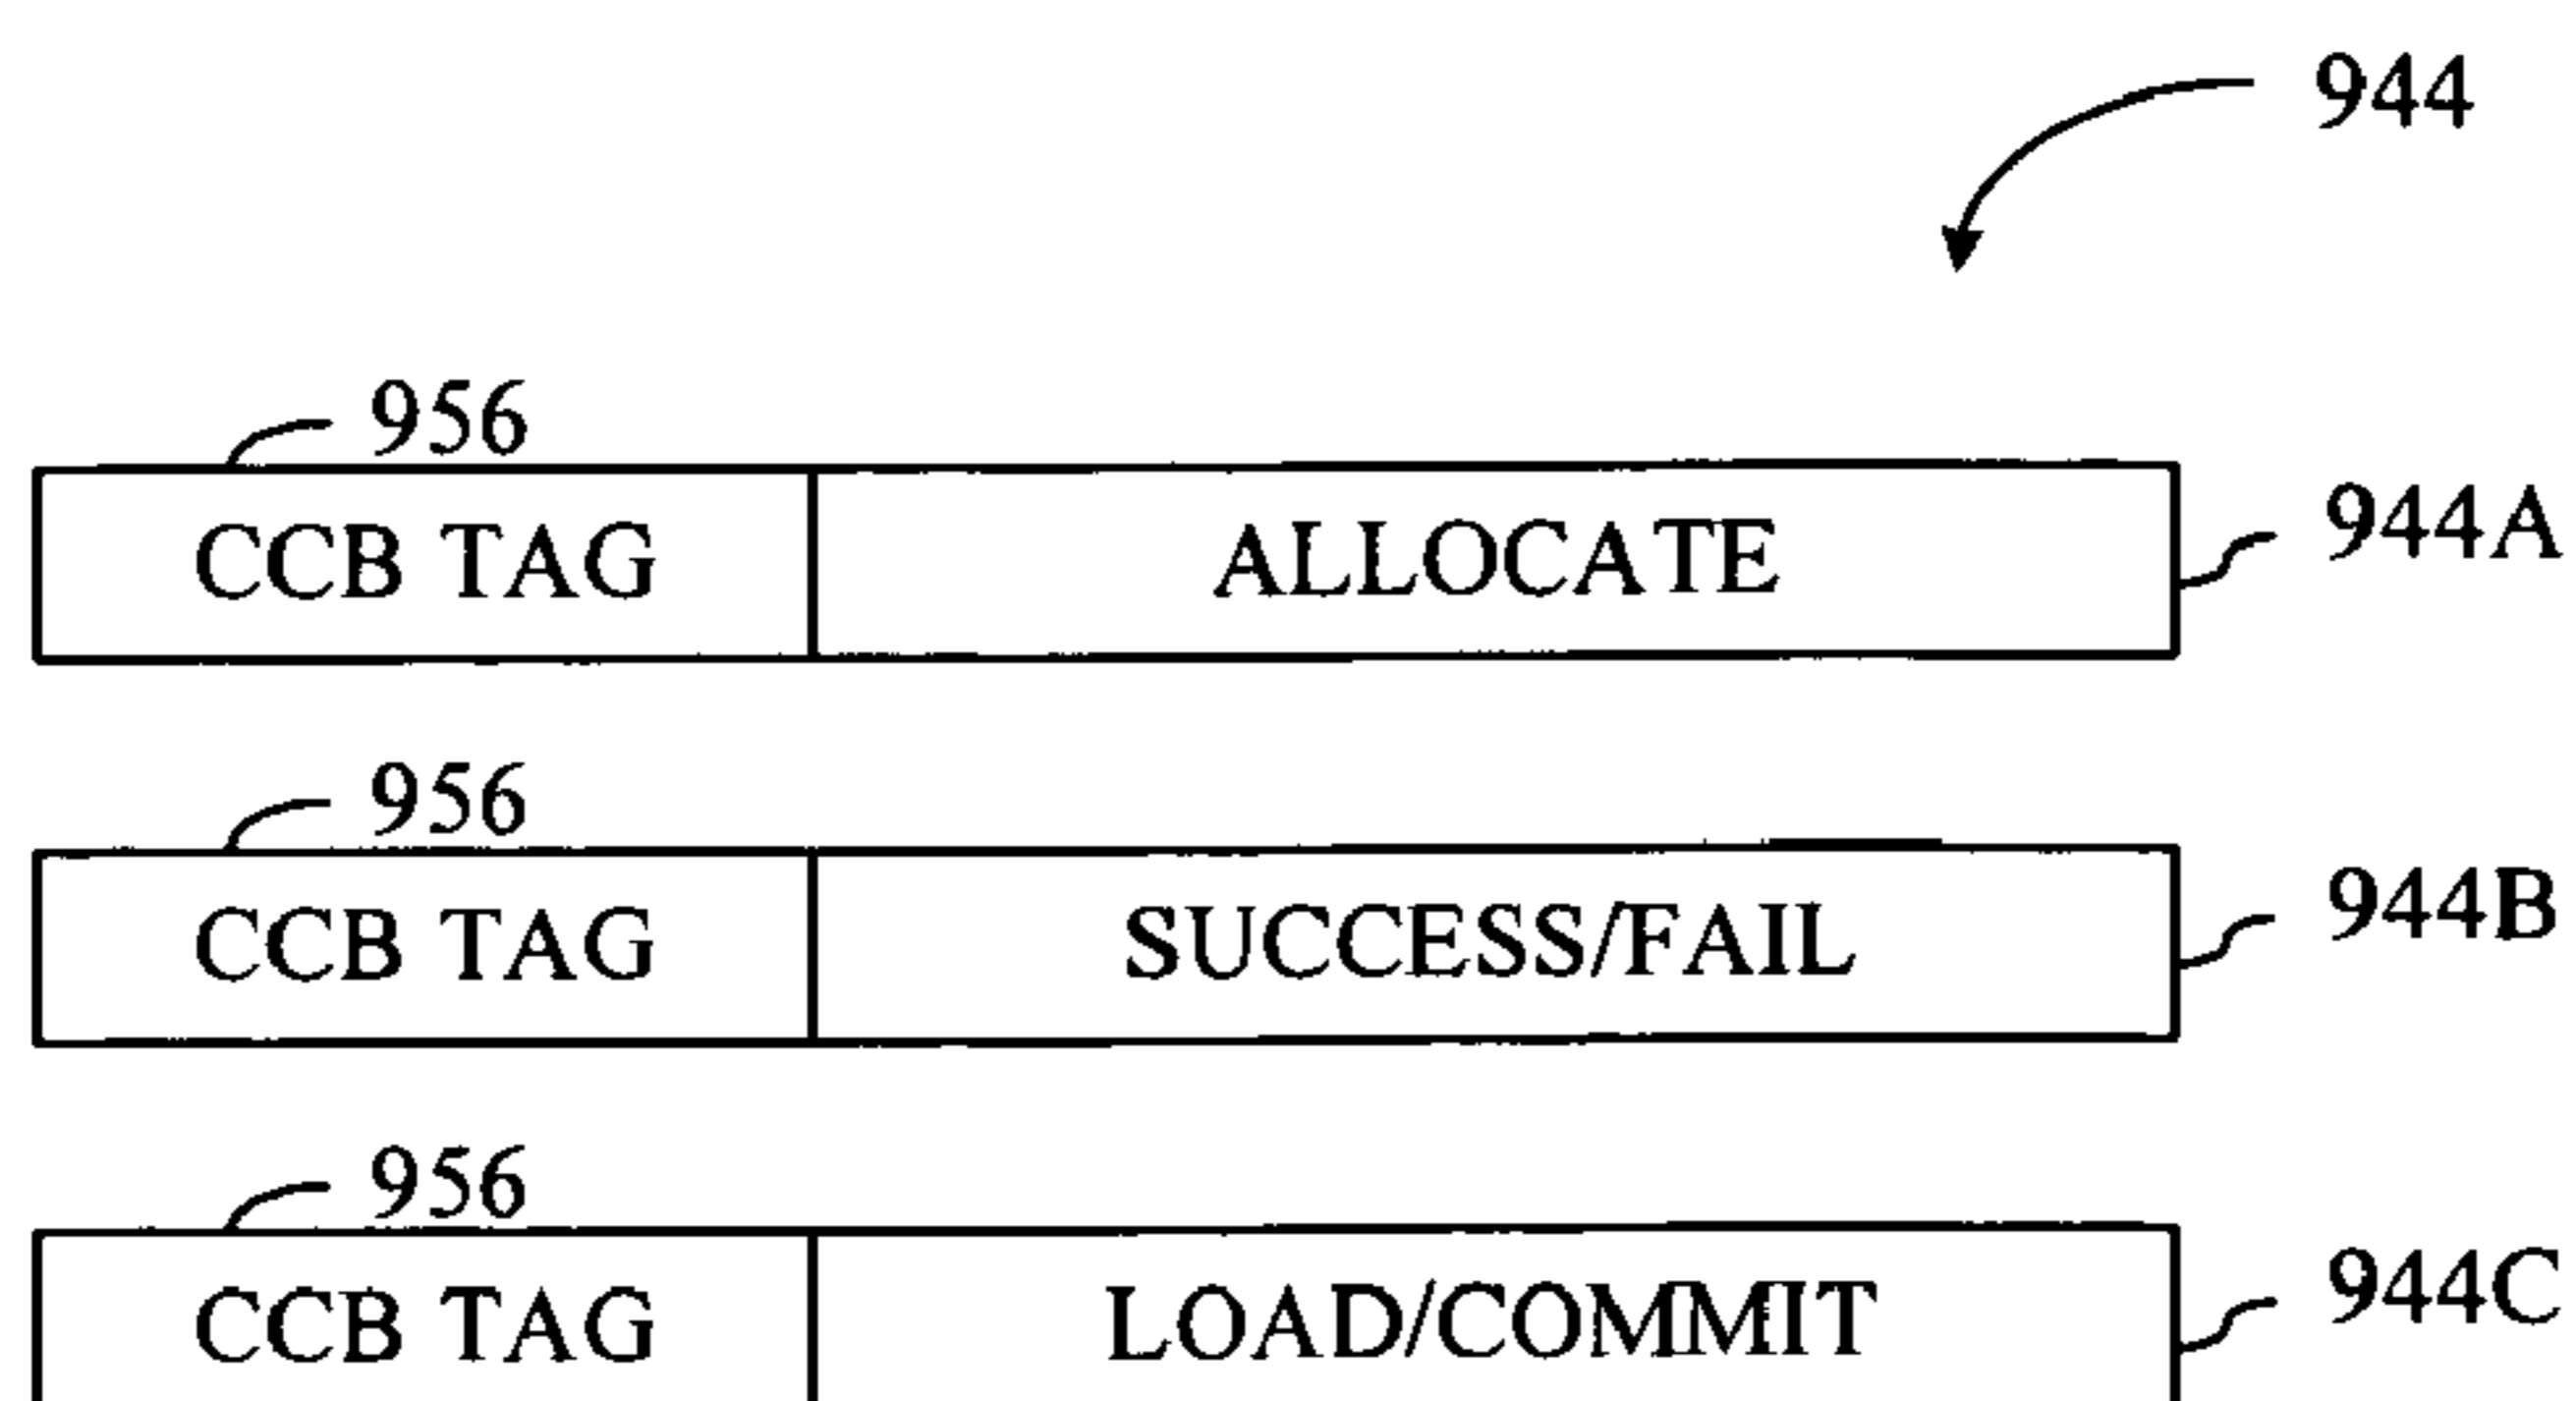 944
956
CCB TAG ALLOCATE 944A
956
CCB TAG SUCCESS/FAIL 944B
956
CCB TAG LOAD/COMMIT 944C